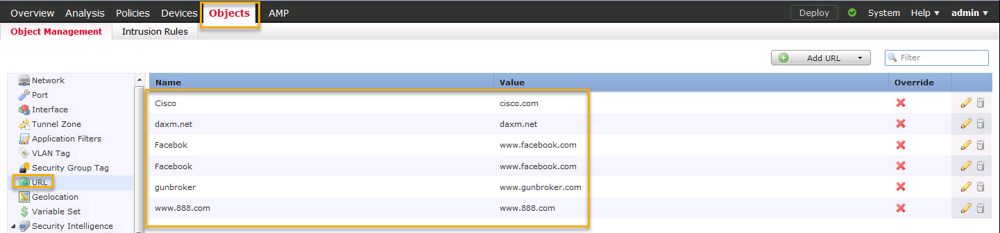 Overview Analysis Policies Devices Objects AMP Deploy System Help ▼ admin ▼
Object Management Intrusion Rules
Add URL Filter
Network
Port
Interface
Tunnel Zone
Application Filters
VLAN Tag
Security Group Tag
URL
Geolocation
Variable Set
Security Intelligence
Name Value Override
Cisco cisco.com
daxm.net daxm.net
Facebok www.facebook.com
Facebook www.facebook.com
gunbroker www.gunbroker.com
www.888.com www.888.com